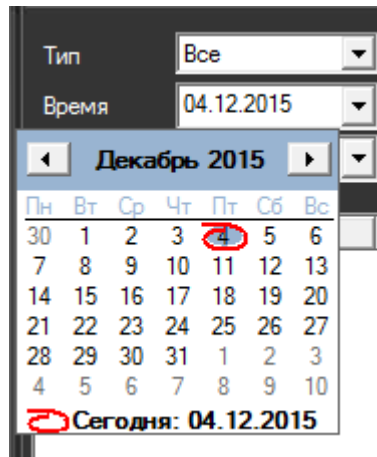 Тип Все
Время 04.12.2015
Декабрь 2015
Пн Вт Ср Чт Пт Сб Вс
30 1 2 3 4 5 6
7 8 9 10 11 12 13
14 15 16 17 18 19 20
21 22 23 24 25 26 27
28 29 30 31 1 2 3
4 5 6 7 8 9 10
Сегодня: 04.12.2015